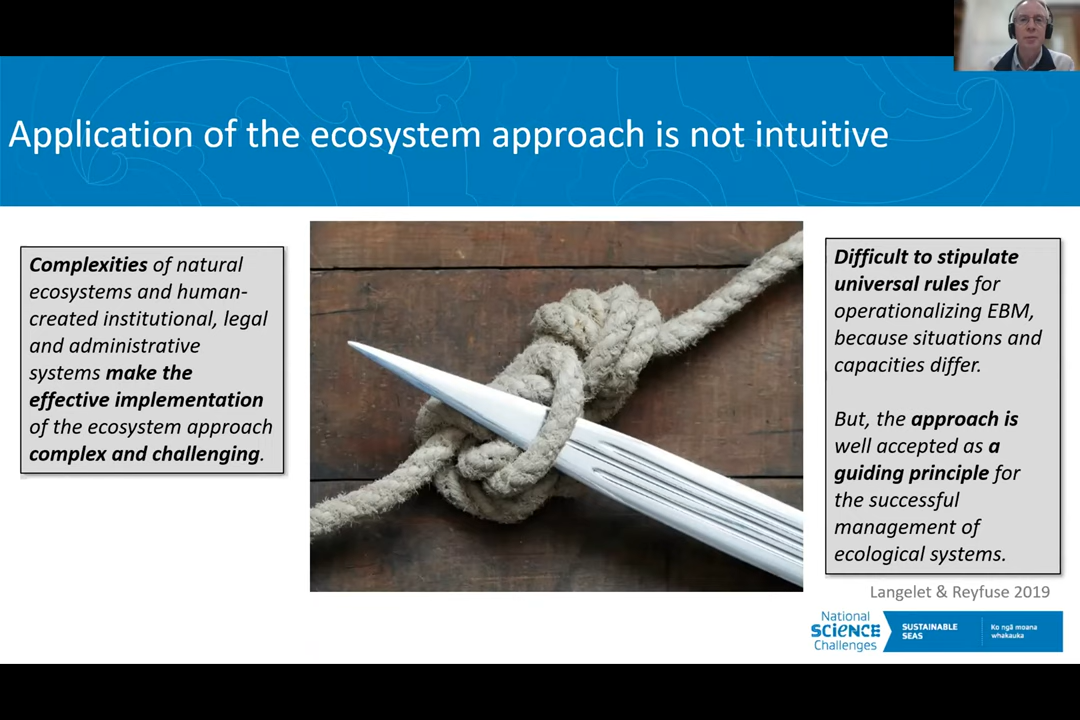 Application of the ecosystem approach is not intuitive
Complexities of natural
ecosystems and human-
created institutional, legal
and administrative
systems make the
effective implementation
of the ecosystem approach
complex and challenging.
Difficult to stipulate
universal rules for
operationalizing EBM,
because situations and
capacities differ.
But, the approach is
well accepted as a
guiding principle for
the successful
management of
ecological systems.
Langelet & Reyfuse 2019
National
SCIENCE
Challenges
SUSTAINABLE
SEAS
Ko ngā moana
whakauka